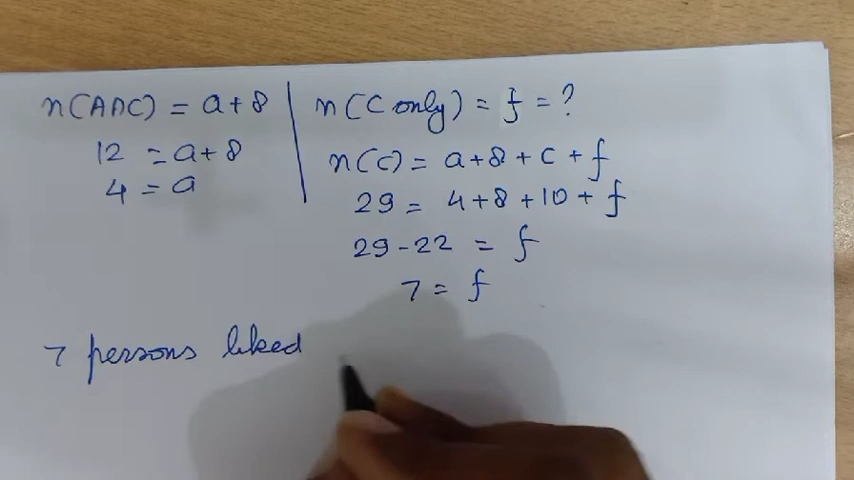 n(A∩C) = a+8
12 = a+8
4 = a
n(C only) = f = ?
n(C) = a+8+c+f
29 = 4+8+10+f
29-22 = f
7 = f
7 persons liked